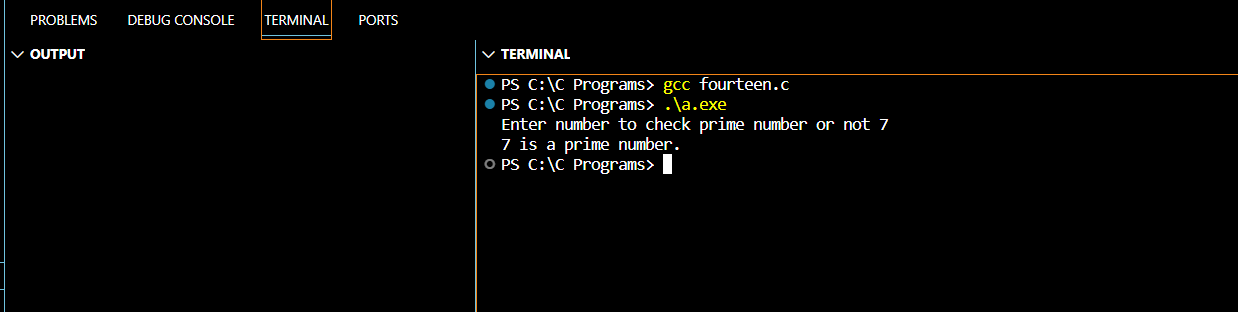 PROBLEMS DEBUG CONSOLE TERMINAL PORTS
OUTPUT
TERMINAL
PS C:\C Programs> gcc fourteen.c
PS C:\C Programs> .\a.exe
Enter number to check prime number or not 7
7 is a prime number.
PS C:\C Programs>